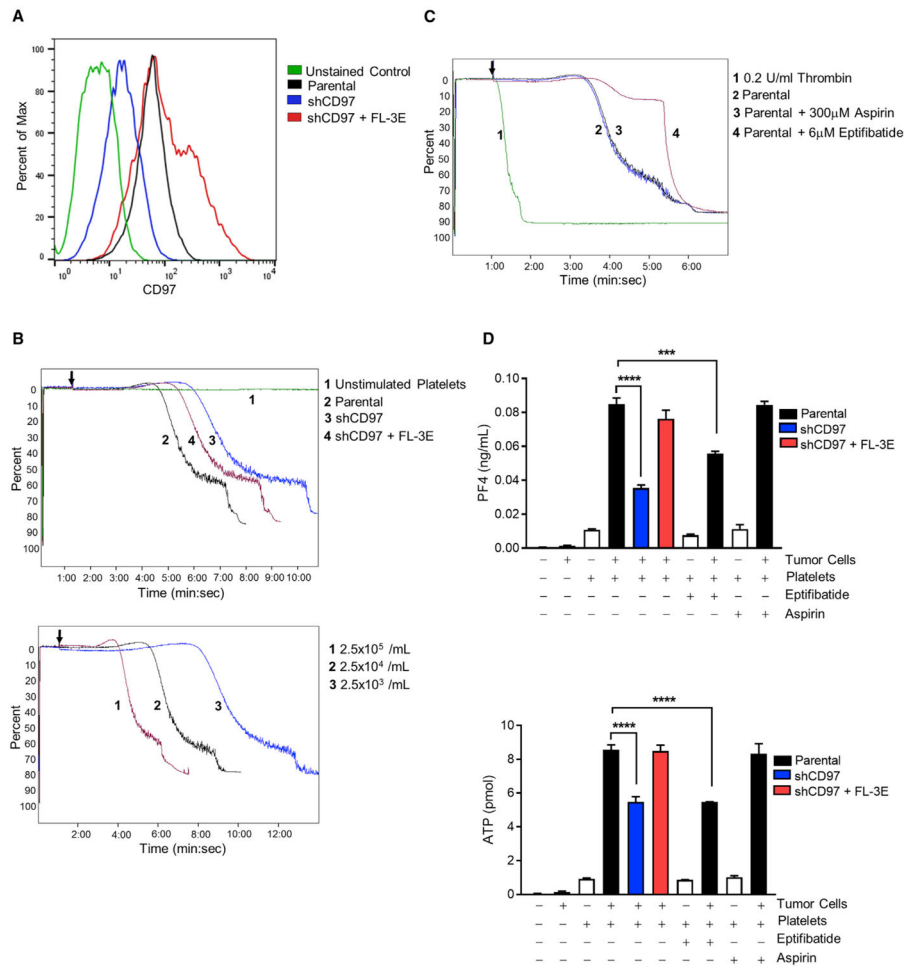 A
Percent of Max
100
80
60
40
20
0
10^0
10^1
10^2
10^3
10^4
CD97
Unstained Control
Parental
shCD97
shCD97 + FL-3E
B
Percent
0
10
20
30
40
50
60
70
80
90
100
1
2
4
3
1:00 2:00 3:00 4:00 5:00 6:00 7:00 8:00 9:00 10:00
Time (min:sec)
1 Unstimulated Platelets
2 Parental
3 shCD97
4 shCD97 + FL-3E
Percent
0
10
20
30
40
50
60
70
80
90
100
1
2
3
2:00 4:00 6:00 8:00 10:00 12:00
Time (min:sec)
1 2.5x10^5 /mL
2 2.5x10^4 /mL
3 2.5x10^3 /mL
C
Percent
0
10
20
30
40
50
60
70
80
90
100
1
2
3
4
1:00 2:00 3:00 4:00 5:00 6:00
Time (min:sec)
1 0.2 U/ml Thrombin
2 Parental
3 Parental + 300μM Aspirin
4 Parental + 6μM Eptifibatide
D
***
****
PF4 (ng/mL)
0.10
0.08
0.06
0.04
0.02
0.00
Parental
shCD97
shCD97 + FL-3E
− + − + + + − + − + Tumor Cells
− − + + + + + + + + Platelets
+ + Eptifibatide
+ + Aspirin
****
****
ATP (pmol)
10
8
6
4
2
0
Parental
shCD97
shCD97 + FL-3E
− + − + + + − + − + Tumor Cells
− − + + + + + + + + Platelets
+ + Eptifibatide
+ + Aspirin